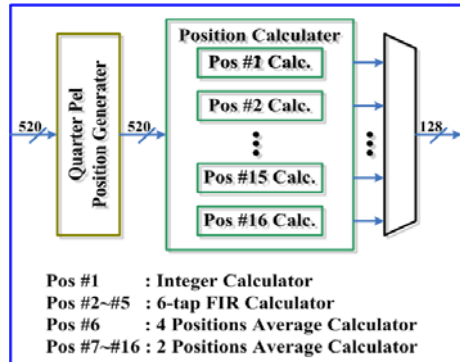 Position Calculater
Pos #1 Calc.
Pos #2 Calc.
Pos #15 Calc.
Pos #16 Calc.
520
Quarter Pel
Position Generater
520
128
Pos #1 : Integer Calculator
Pos #2~#5 : 6-tap FIR Calculator
Pos #6 : 4 Positions Average Calculator
Pos #7~#16 : 2 Positions Average Calculator